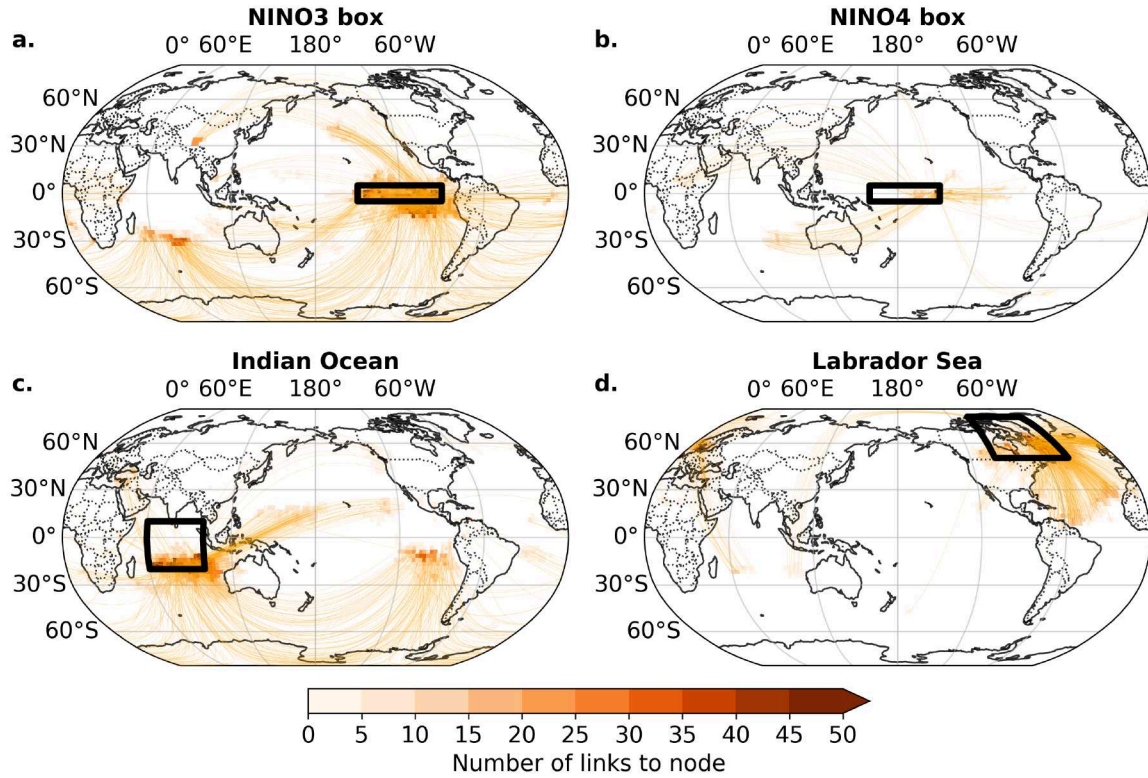 NINO3 box
a.
0° 60°E 180° 60°W
60°N
30°N
0°
30°S
60°S
NINO4 box
b.
0° 60°E 180° 60°W
60°N
30°N
0°
30°S
60°S
Indian Ocean
c.
0° 60°E 180° 60°W
60°N
30°N
0°
30°S
60°S
Labrador Sea
d.
0° 60°E 180° 60°W
60°N
30°N
0°
30°S
60°S
0 5 10 15 20 25 30 35 40 45 50
Number of links to node